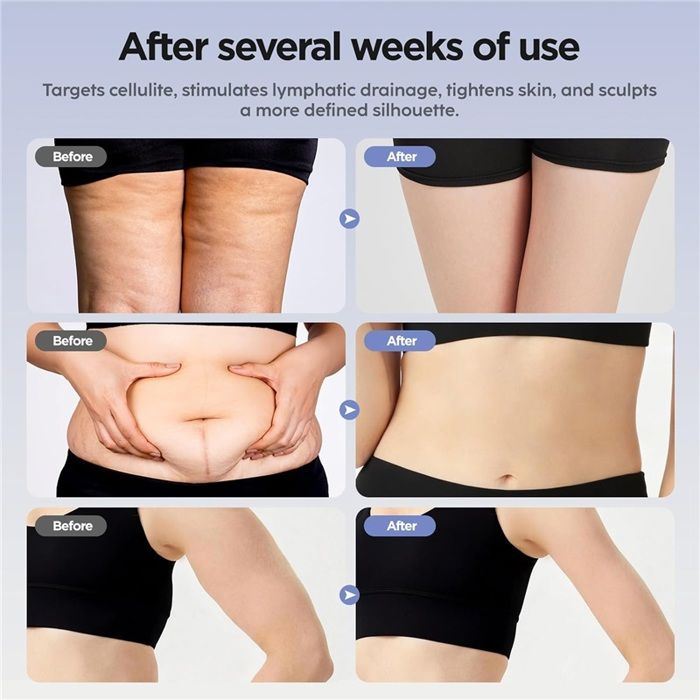 After several weeks of use
Targets cellulite, stimulates lymphatic drainage, tightens skin, and sculpts
a more defined silhouette.
Before
After
Before
After
Before
After